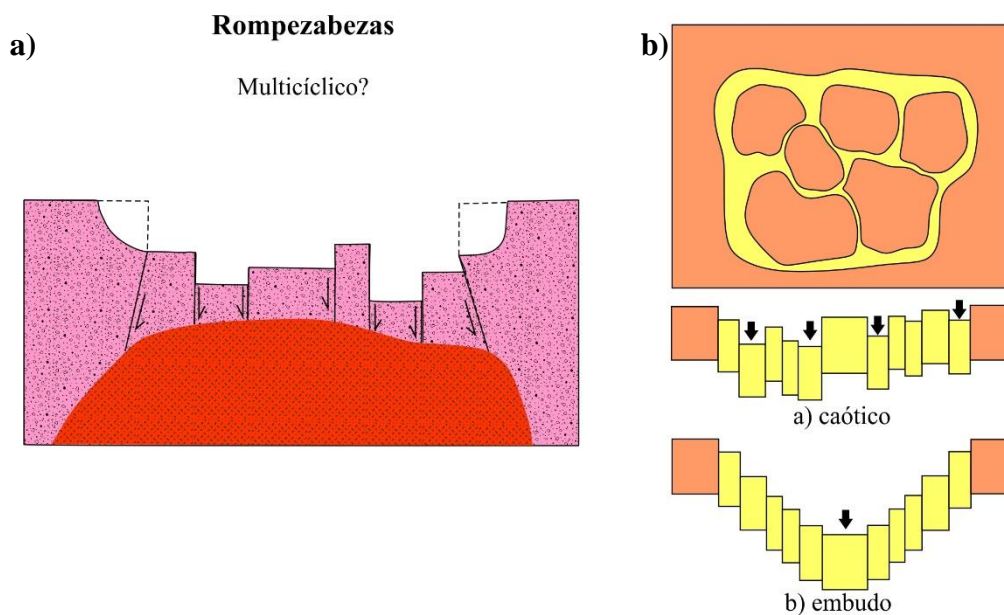 Rompezabezas
a)
Multicíclico?
b)
a) caótico
b) embudo